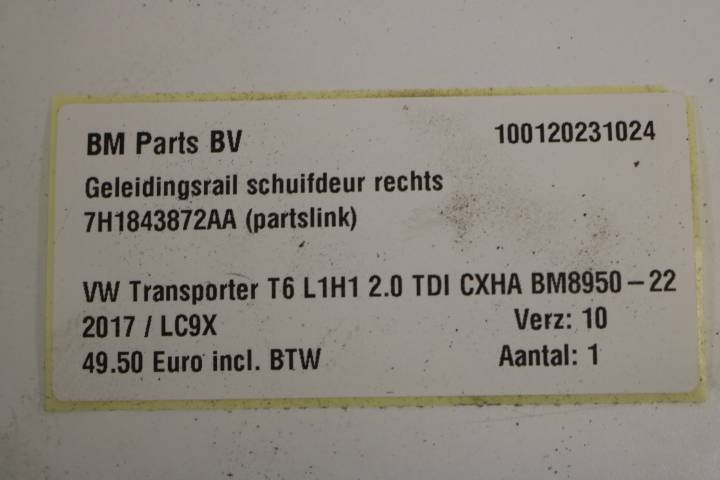 BM Parts BV 100120231024
Geleidingsrail schuifdeur rechts
7H1843872AA (partslink)
VW Transporter T6 L1H1 2.0 TDI CXHA BM8950-22
2017 / LC9X Verz: 10
49.50 Euro incl. BTW Aantal: 1